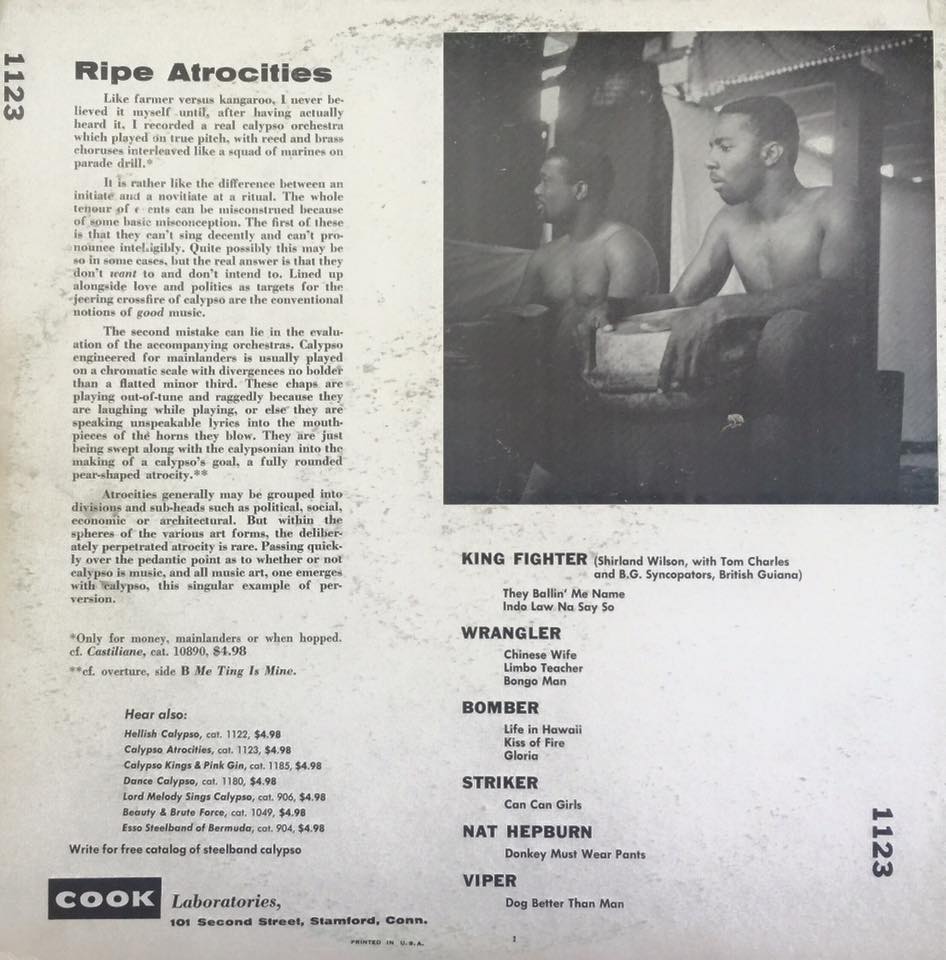 1123
Ripe Atrocities
Like farmer versus kangaroo, I never be-
lieved it myself until, after having actually
heard it, I recorded a real calypso orchestra
which played on true pitch, with reed and brass
choruses interleaved like a squad of marines on
parade drill.*
It is rather like the difference between an
initiate and a novitiate at a ritual. The whole
tenour of e ents can be misconstrued because
of some basic misconception. The first of these
is that they can't sing decently and can't pro-
nounce intelligibly. Quite possibly this may be
so in some cases, but the real answer is that they
don't want to and don't intend to. Lined up
alongside love and politics as targets for the
jeering crossfire of calypso are the conventional
notions of good music.
The second mistake can lie in the evalu-
ation of the accompanying orchestras. Calypso
engineered for mainlanders is usually played
on a chromatic scale with divergences no bolder
than a flatted minor third. These chaps are
playing out-of-tune and raggedly because they
are laughing while playing, or else they are
speaking unspeakable lyrics into the mouth-
pieces of the horns they blow. They are just
being swept along with the calypsonian into the
making of a calypso's goal, a fully rounded
pear-shaped atrocity.**
Atrocities generally may be grouped into
divisions and sub-heads such as political, social,
economic or architectural. But within the
spheres of the various art forms, the deliber-
ately perpetrated atrocity is rare. Passing quick-
ly over the pedantic point as to whether or not
calypso is music, and all music art, one emerges
with calypso, this singular example of per-
version.
*Only for money, mainlanders or when hopped.
cf. Castiliane, cat. 10890, $4.98
**cf. overture, side B Me Ting Is Mine.
Hear also:
Hellish Calypso, cat. 1122, $4.98
Calypso Atrocities, cat. 1123, $4.98
Calypso Kings & Pink Gin, cat. 1185, $4.98
Dance Calypso, cat. 1180, $4.98
Lord Melody Sings Calypso, cat. 906, $4.98
Beauty & Brute Force, cat. 1049, $4.98
Esso Steelband of Bermuda, cat. 904, $4.98
Write for free catalog of steelband calypso
COOK Laboratories,
101 Second Street, Stamford, Conn.
PRINTED IN U.S.A.
KING FIGHTER (Shirland Wilson, with Tom Charles
and B.G. Syncopators, British Guiana)
They Ballin' Me Name
Indo Law Na Say So
WRANGLER
Chinese Wife
Limbo Teacher
Bongo Man
BOMBER
Life in Hawaii
Kiss of Fire
Gloria
STRIKER
Can Can Girls
NAT HEPBURN
Donkey Must Wear Pants
VIPER
Dog Better Than Man
1123